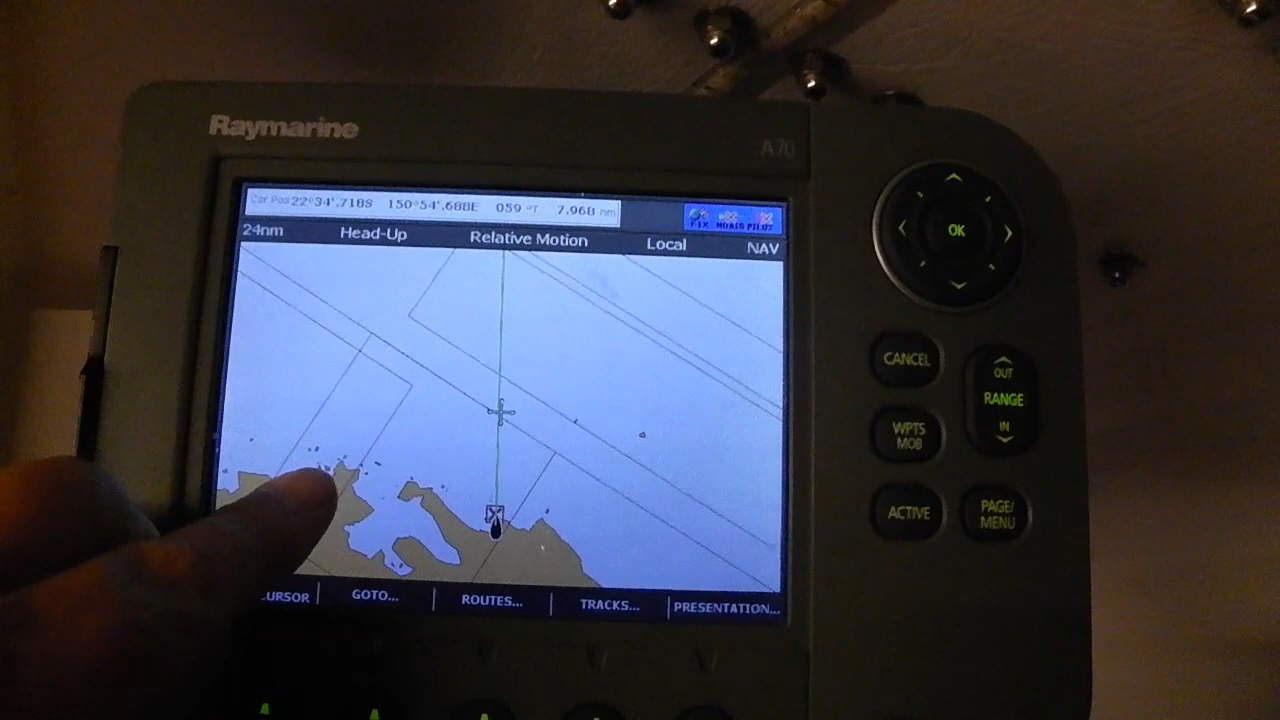 Raymarine
A70
Csr Pos 22°34'.718S 150°54'.688E 059 °T 7.968 nm
FIX NOAIS PILOT
24nm Head-Up Relative Motion Local NAV
OK
CANCEL
OUT
RANGE
IN
WPTS
MOB
ACTIVE
PAGE/
MENU
URSOR GOTO... ROUTES... TRACKS... PRESENTATION...